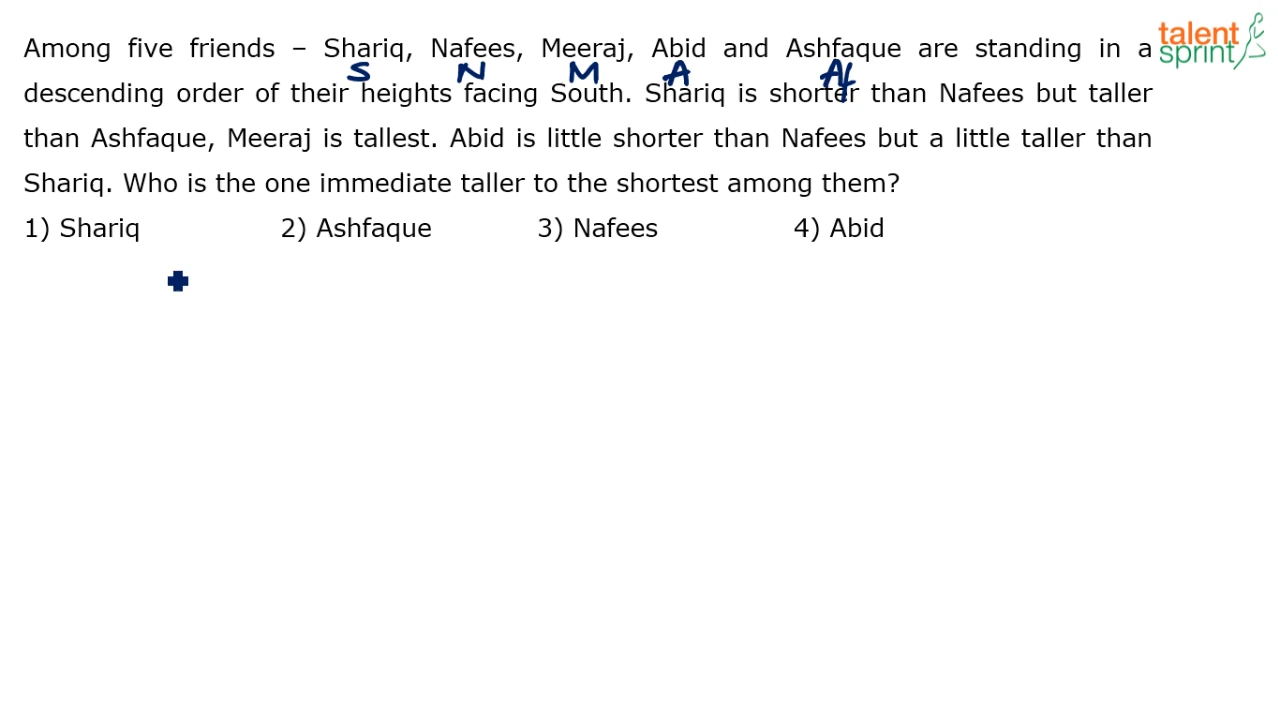 Among five friends – Shariq, Nafees, Meeraj, Abid and Ashfaque are standing in a
talent
sprint
S N M A Af
descending order of their heights facing South. Shariq is shorter than Nafees but taller
than Ashfaque, Meeraj is tallest. Abid is little shorter than Nafees but a little taller than
Shariq. Who is the one immediate taller to the shortest among them?
1) Shariq 2) Ashfaque 3) Nafees 4) Abid